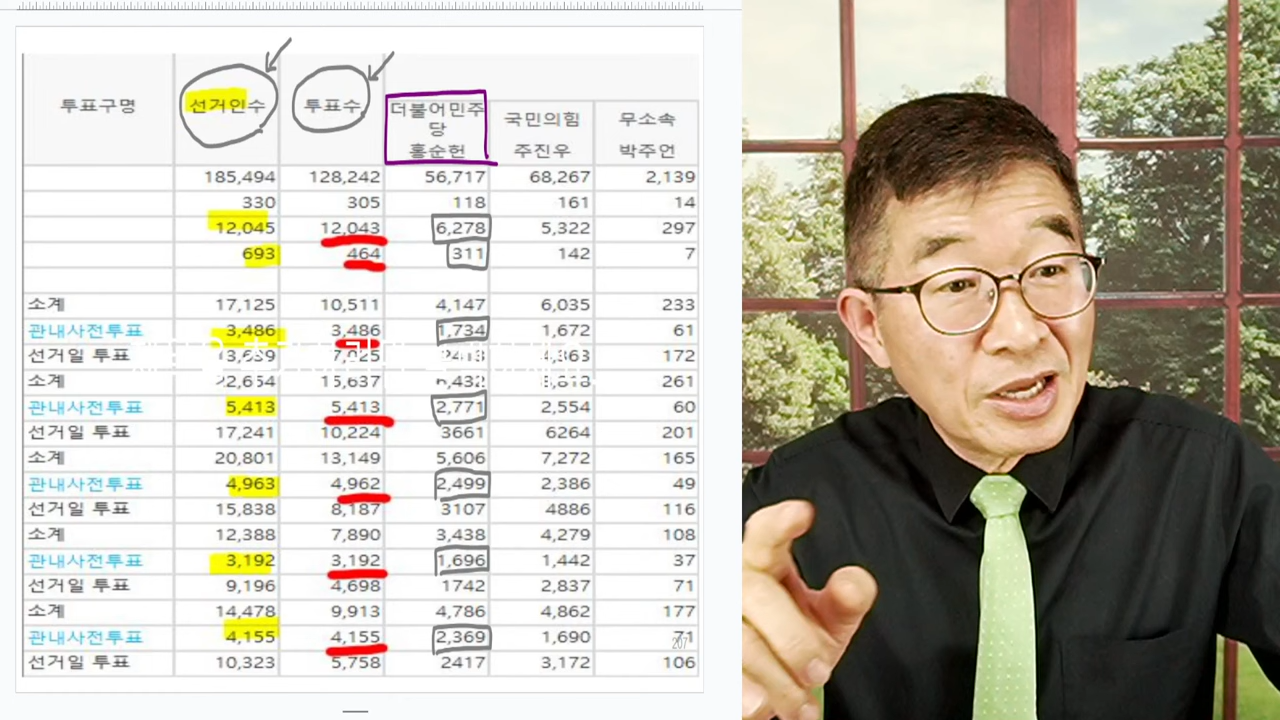 투표구명 선거인수 투표수 더불어민주당 홍순헌 국민의힘 주진우 무소속 박주언
185,494 128,242 56,717 68,267 2,139
330 305 118 161 14
12,045 12,043 6,278 5,322 297
693 464 311 142 7
소계 17,125 10,511 4,147 6,035 233
관내사전투표 3,486 3,486 1,734 1,672 61
선거일 투표 172
소계 22,654 15,637 261
관내사전투표 5,413 5,413 2,771 2,554 60
선거일 투표 17,241 10,224 3661 6264 201
소계 20,801 13,149 5,606 7,272 165
관내사전투표 4,963 4,962 2,499 2,386 49
선거일 투표 15,838 8,187 3107 4886 116
소계 12,388 7,890 3,438 4,279 108
관내사전투표 3,192 3,192 1,696 1,442 37
선거일 투표 9,196 4,698 1742 2,837 71
소계 14,478 9,913 4,786 4,862 177
관내사전투표 4,155 4,155 2,369 1,690
207
선거일 투표 10,323 5,758 2417 3,172 106